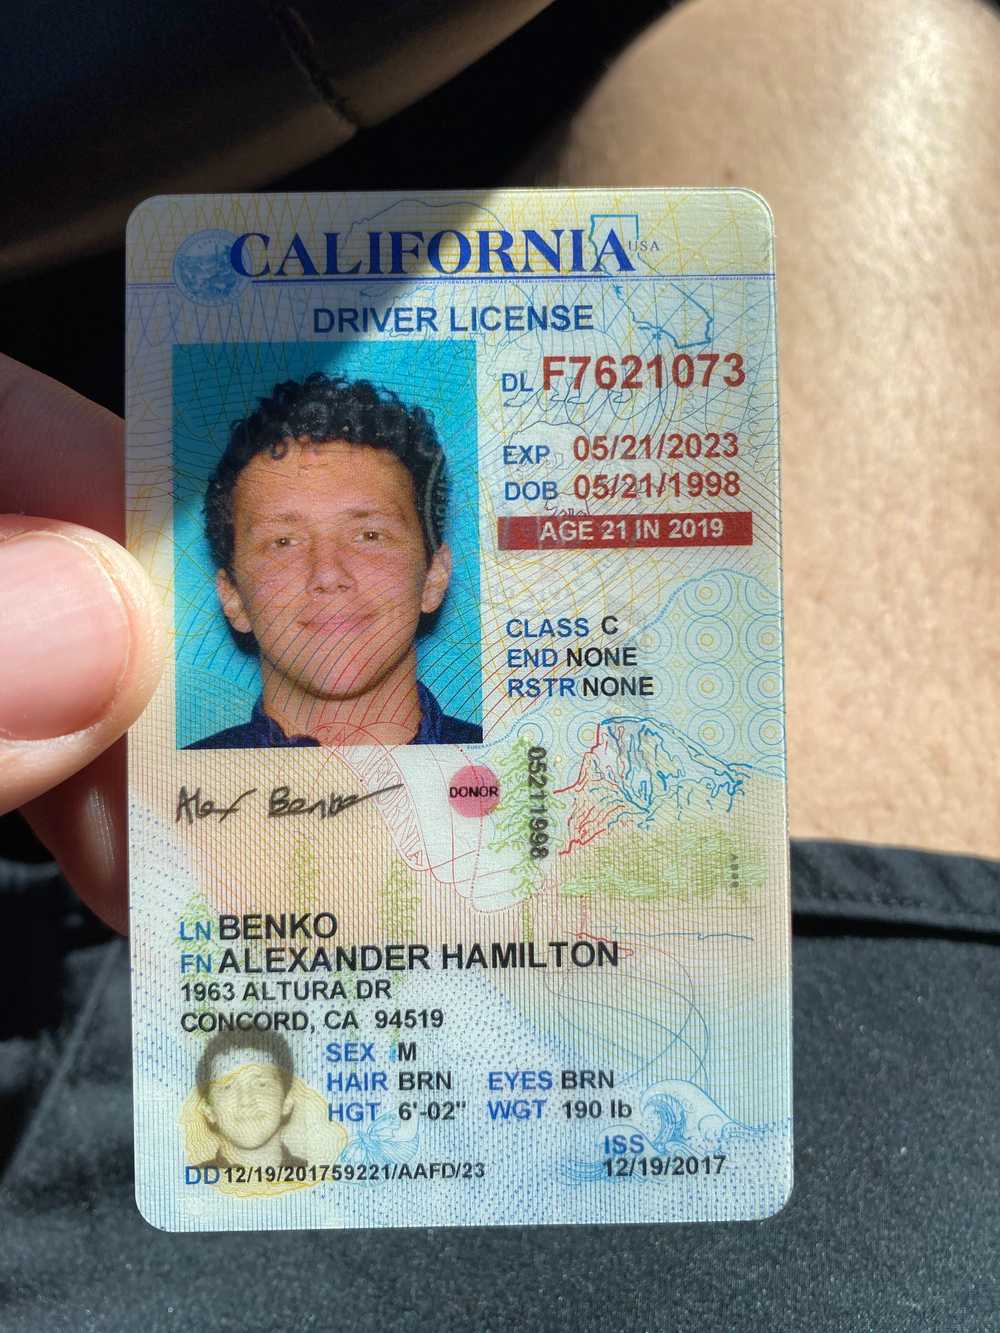 CALIFORNIA USA
DRIVER LICENSE
DL F7621073
EXP 05/21/2023
DOB 05/21/1998
AGE 21 IN 2019
CLASS C
END NONE
RSTR NONE
Alex Benko
DONOR
05211998
LN BENKO
FN ALEXANDER HAMILTON
1963 ALTURA DR
CONCORD, CA 94519
SEX M
HAIR BRN EYES BRN
HGT 6'-02" WGT 190 lb
ISS
DD 12/19/201759221/AAFD/23 12/19/2017